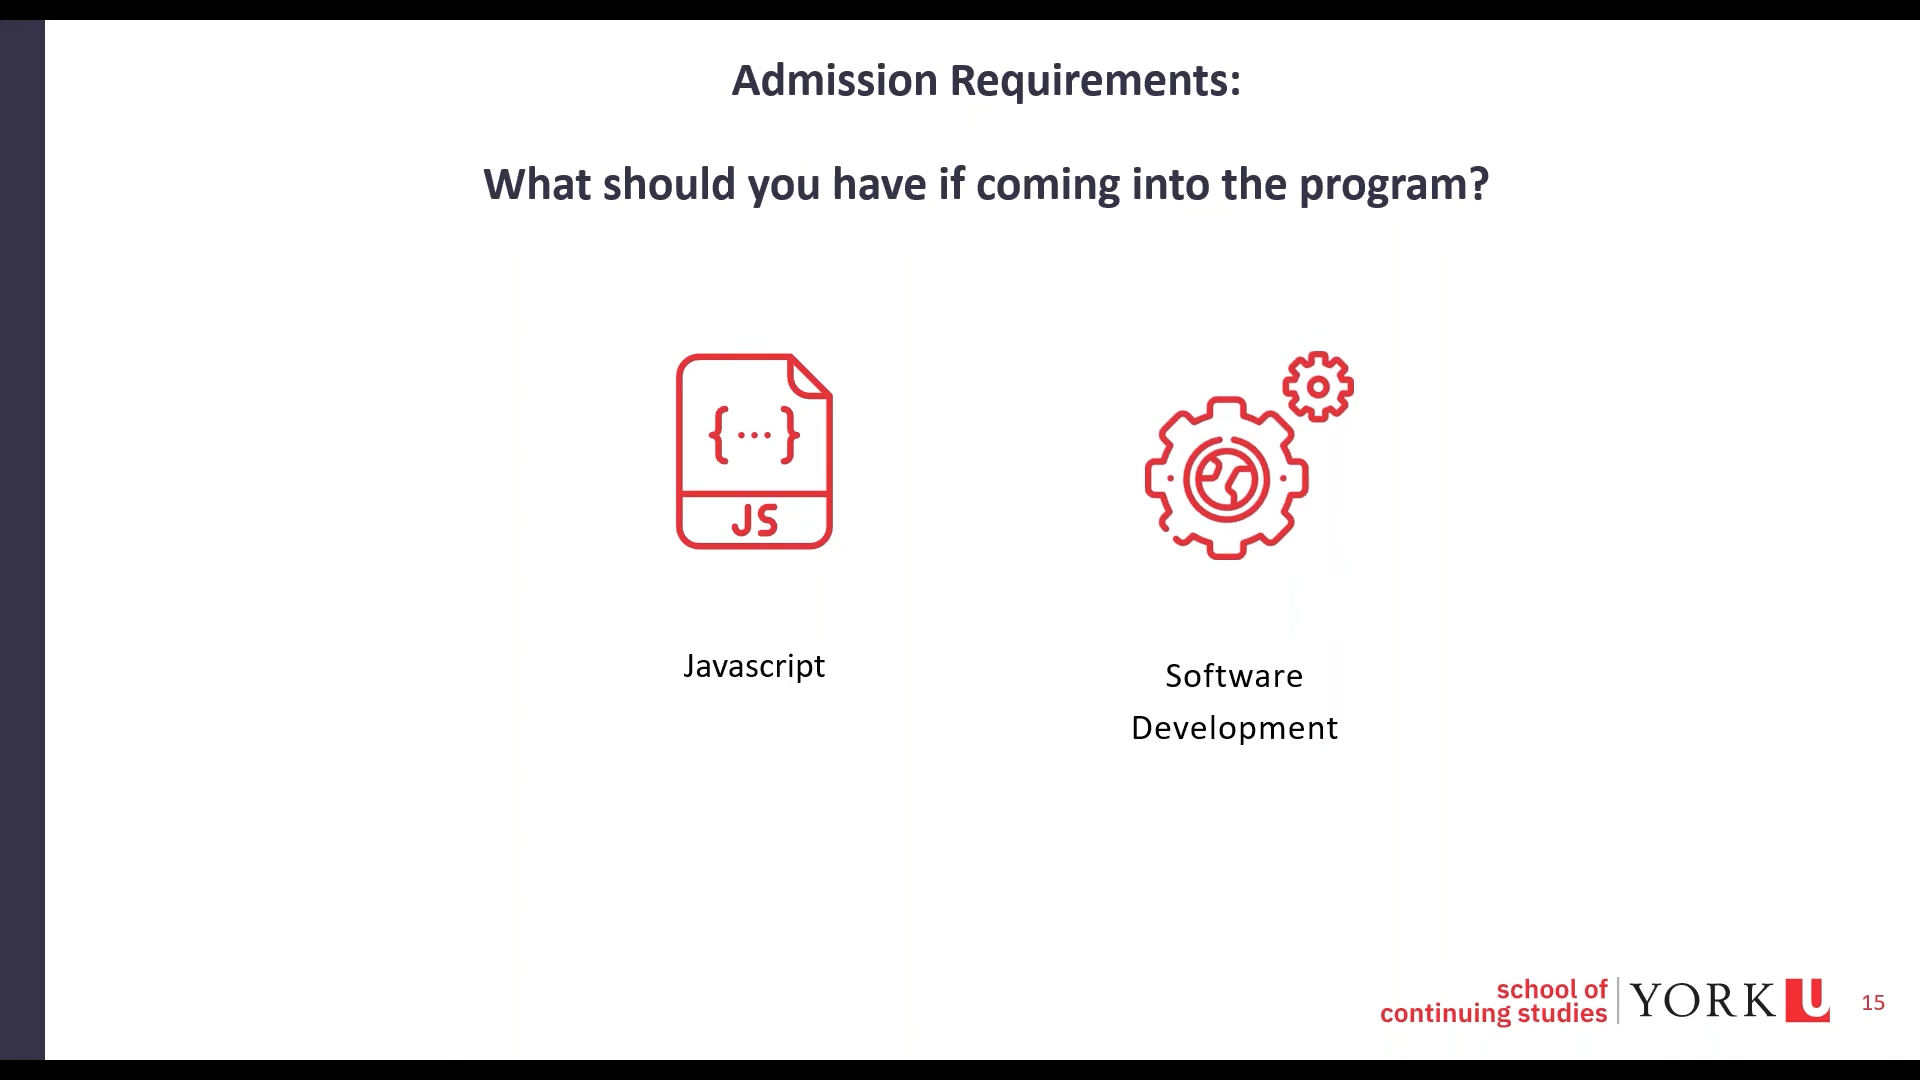 Admission Requirements:
What should you have if coming into the program?
{...}
JS
Javascript
Software
Development
school of
continuing studies
YORK U
15